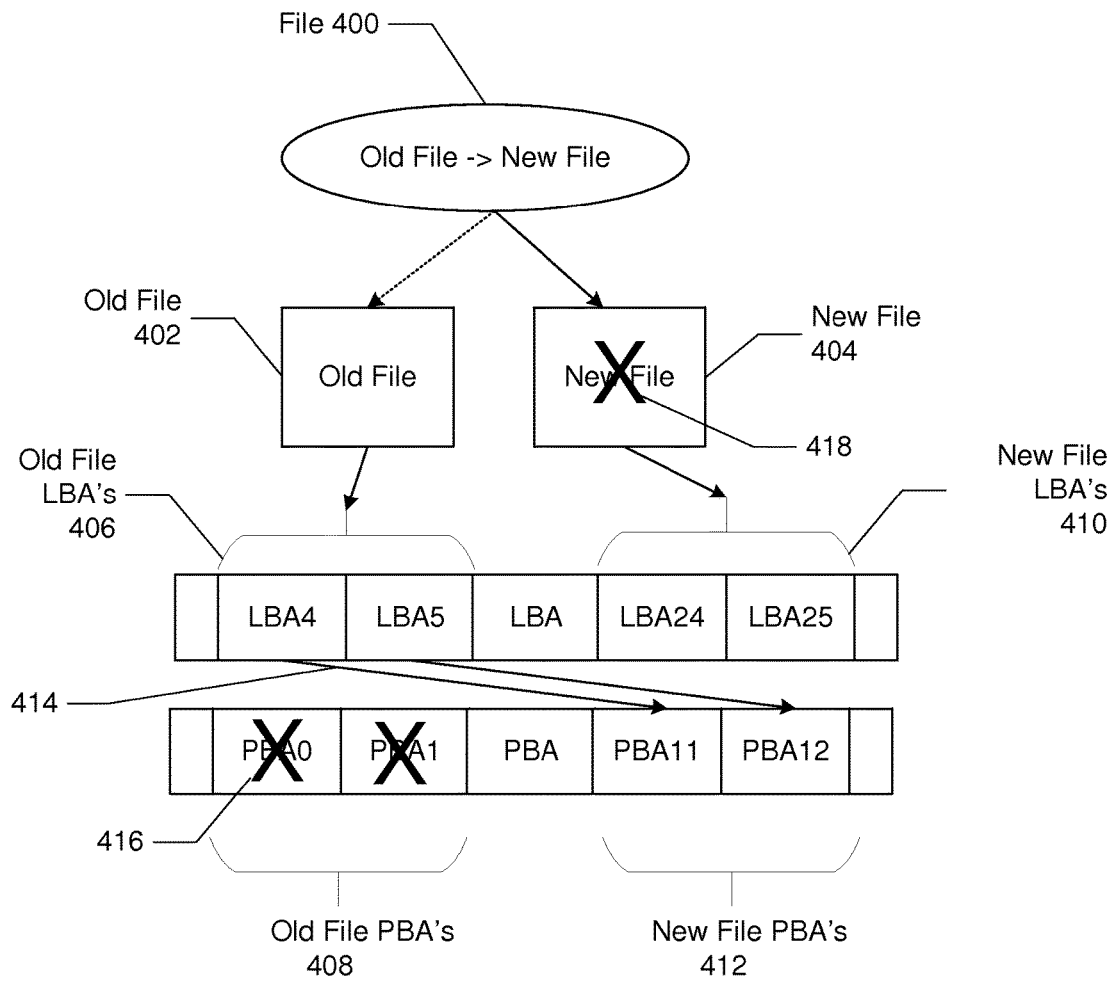 File 400
Old File -> New File
Old File
402
New File
404
Old File
New File
418
Old File
LBA's
406
New File
LBA's
410
LBA4 LBA5 LBA LBA24 LBA25
414
PBA0 PBA1 PBA PBA11 PBA12
416
Old File PBA's
408
New File PBA's
412